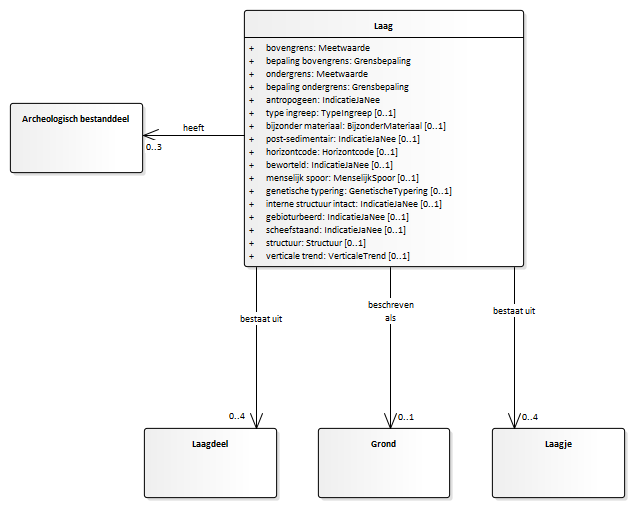 Laag
+ bovengrens: Meetwaarde
+ bepaling bovengrens: Grensbepaling
+ ondergrens: Meetwaarde
+ bepaling ondergrens: Grensbepaling
+ antropogeen: IndicatieJaNee
+ type ingreep: TypeIngreep [0..1]
+ bijzonder materiaal: BijzonderMateriaal [0..1]
+ post-sedimentair: IndicatieJaNee [0..1]
+ horizontcode: Horizontcode [0..1]
+ beworteld: IndicatieJaNee [0..1]
+ menselijk spoor: MenselijkSpoor [0..1]
+ genetische typering: GenetischeTypering [0..1]
+ interne structuur intact: IndicatieJaNee [0..1]
+ gebioturbeerd: IndicatieJaNee [0..1]
+ scheefstaand: IndicatieJaNee [0..1]
+ structuur: Structuur [0..1]
+ verticale trend: VerticaleTrend [0..1]
Archeologisch bestanddeel
heeft
0..3
bestaat uit
beschreven
als
bestaat uit
0..4
0..1
0..4
Laagdeel
Grond
Laagje